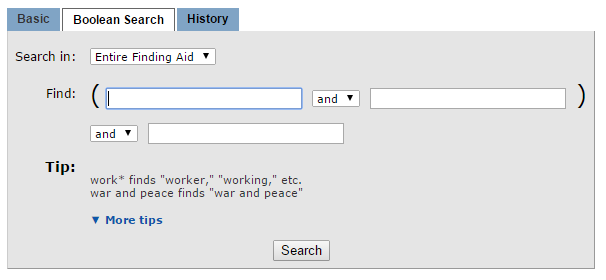 Basic Boolean Search History
Search in: Entire Finding Aid ▼
Find: ( and ▼ )
and ▼
Tip:
work* finds "worker," "working," etc.
war and peace finds "war and peace"
▼ More tips
Search